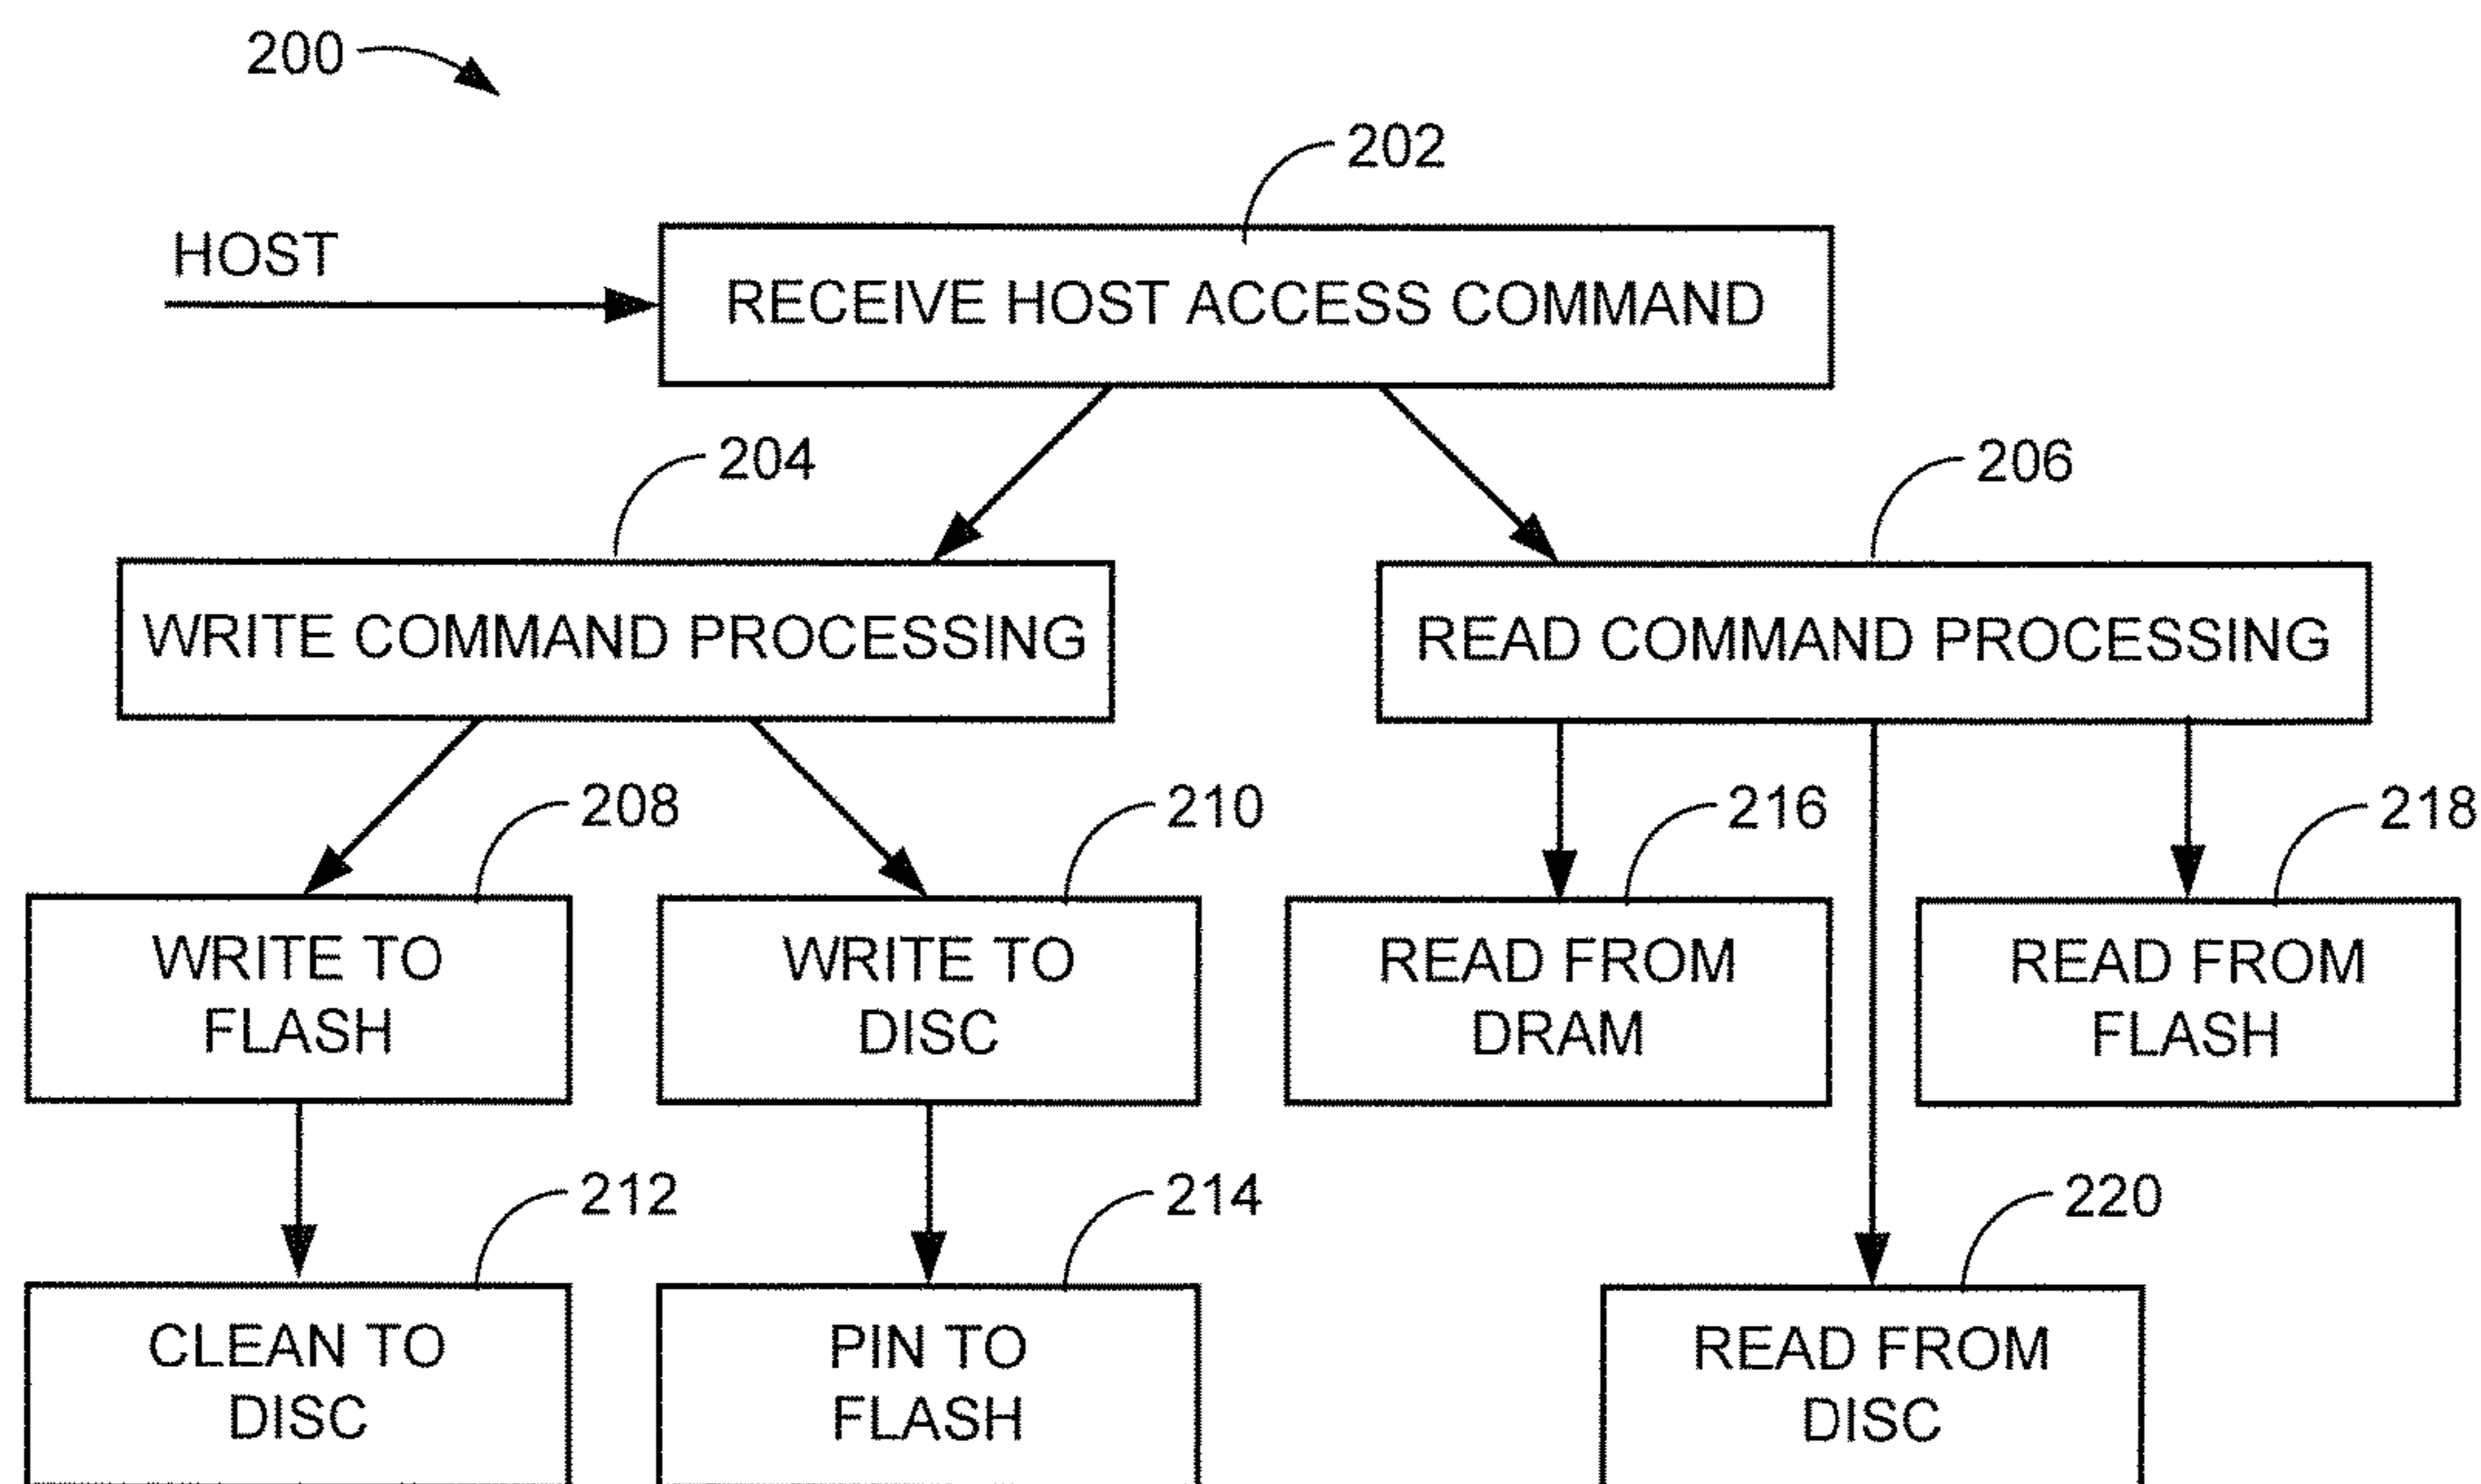 200
202
HOST
RECEIVE HOST ACCESS COMMAND
204
206
WRITE COMMAND PROCESSING
READ COMMAND PROCESSING
208
210
216
218
WRITE TO
FLASH
WRITE TO
DISC
READ FROM
DRAM
READ FROM
FLASH
212
214
220
CLEAN TO
DISC
PIN TO
FLASH
READ FROM
DISC